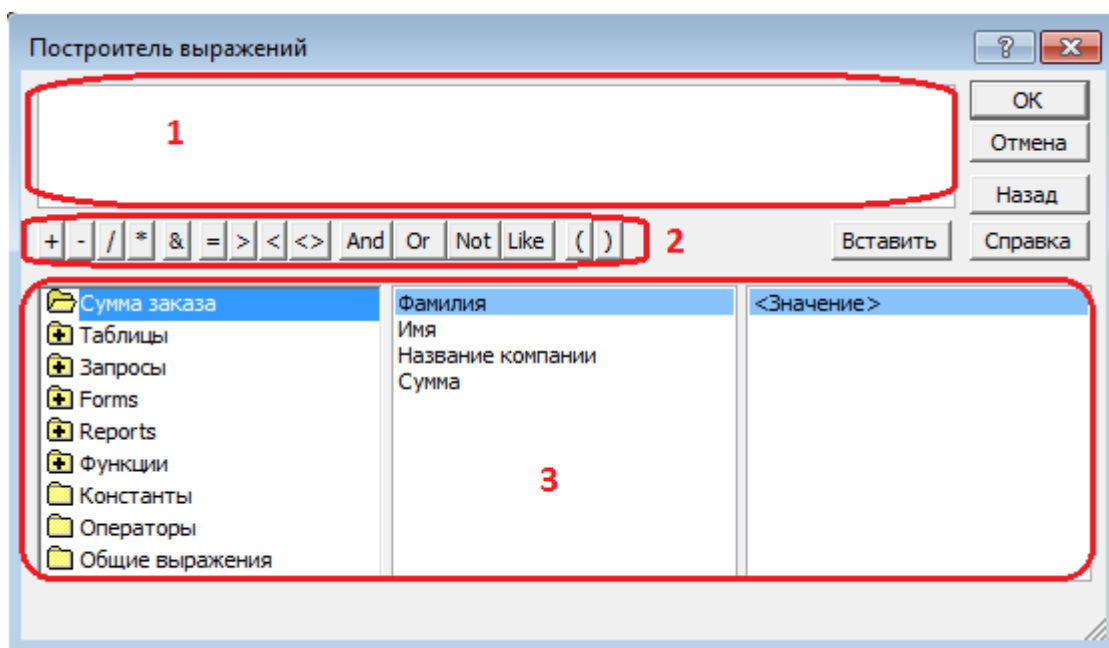 Построитель выражений
?
1
OK
Отмена
Назад
+ - / * & = > < <> And Or Not Like ( ) 2 Вставить Справка
Сумма заказа
Таблицы
Запросы
Forms
Reports
Функции
Константы
Операторы
Общие выражения
Фамилия
Имя
Название компании
Сумма
3
<Значение>